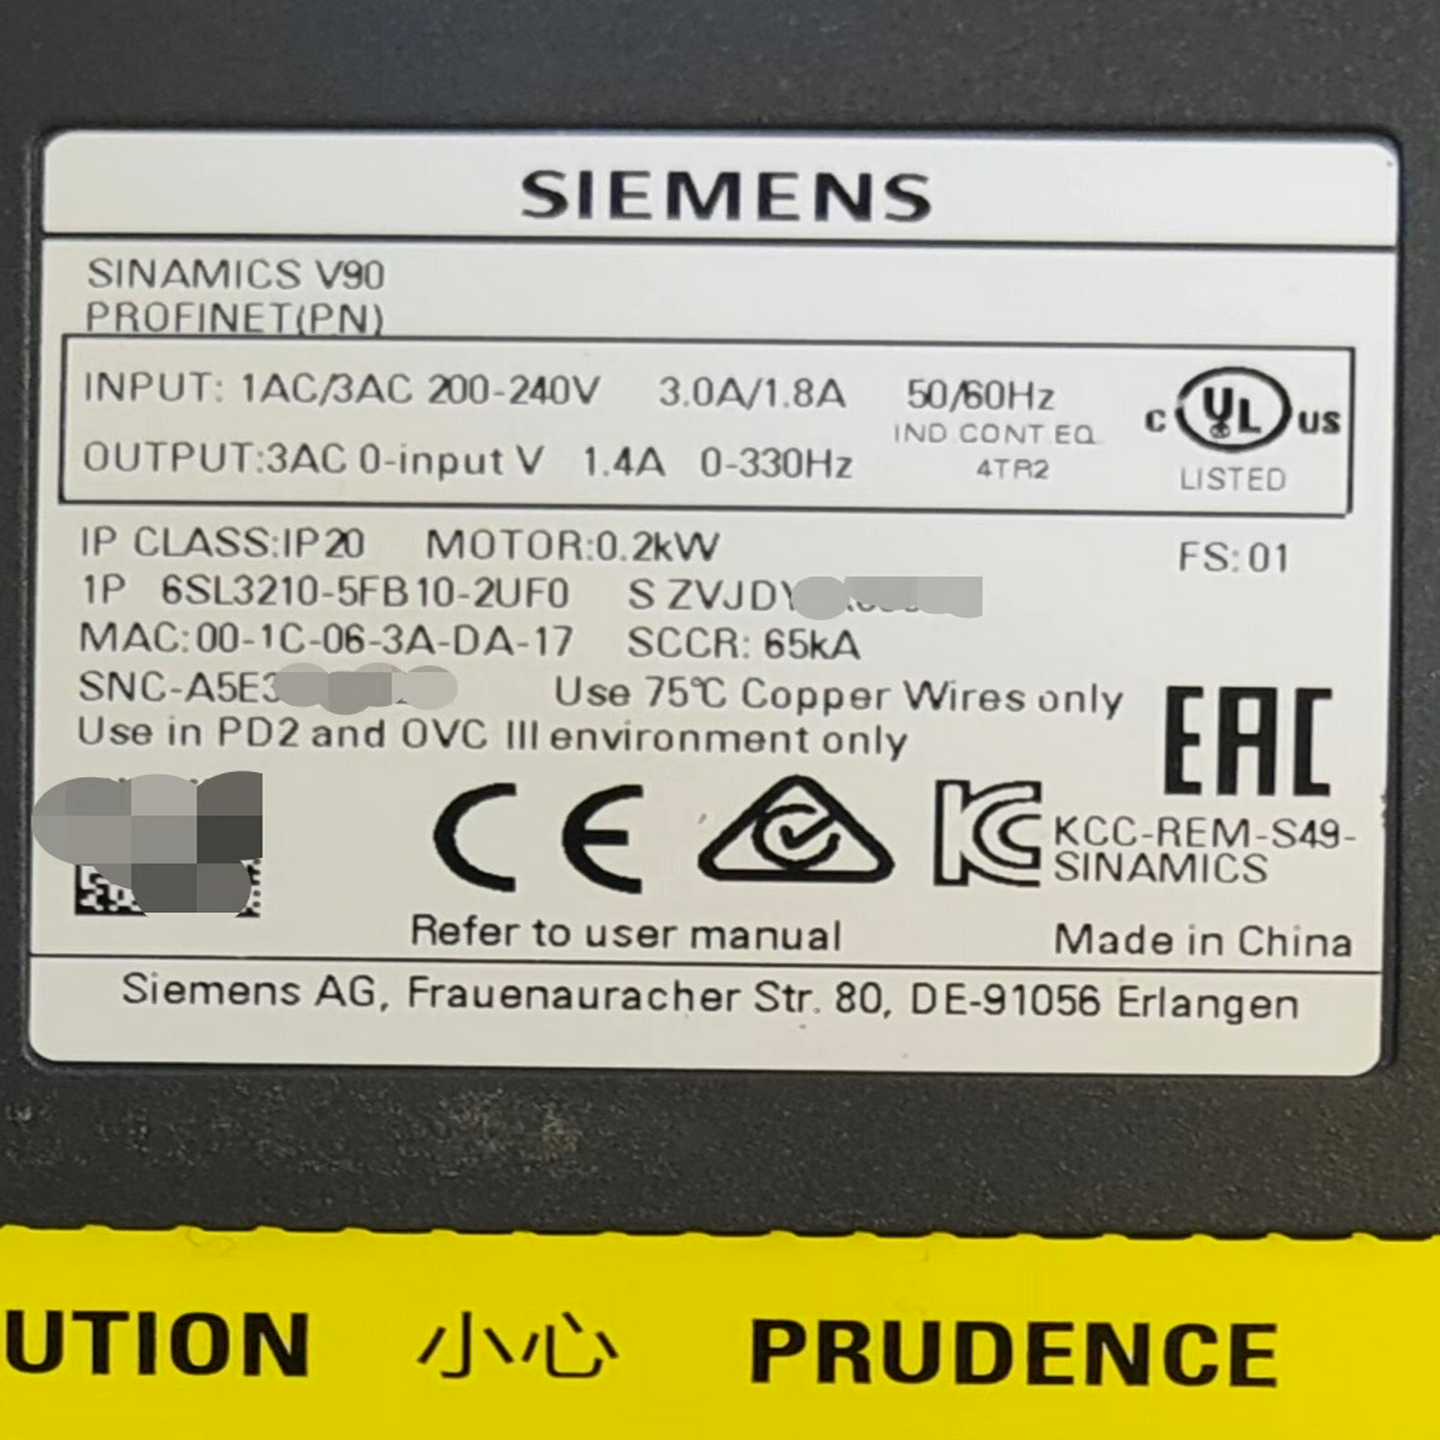 SIEMENS
SINAMICS V90
PROFINET(PN)
INPUT: 1AC/3AC 200-240V 3.0A/1.8A 50/60Hz
IND CONT EQ
OUTPUT:3AC 0-input V 1.4A 0-330Hz
4TR2
C UL US
LISTED
IP CLASS:IP20 MOTOR:0.2kW FS:01
1P 6SL3210-5FB10-2UF0 S ZVJDY
MAC:00-1C-06-3A-DA-17 SCCR: 65kA
SNC-A5E3 Use 75℃ Copper Wires only
Use in PD2 and OVC III environment only
EAC
CE
KC KCC-REM-S49-
SINAMICS
Refer to user manual Made in China
Siemens AG, Frauenauracher Str. 80, DE-91056 Erlangen
UTION 小心 PRUDENCE